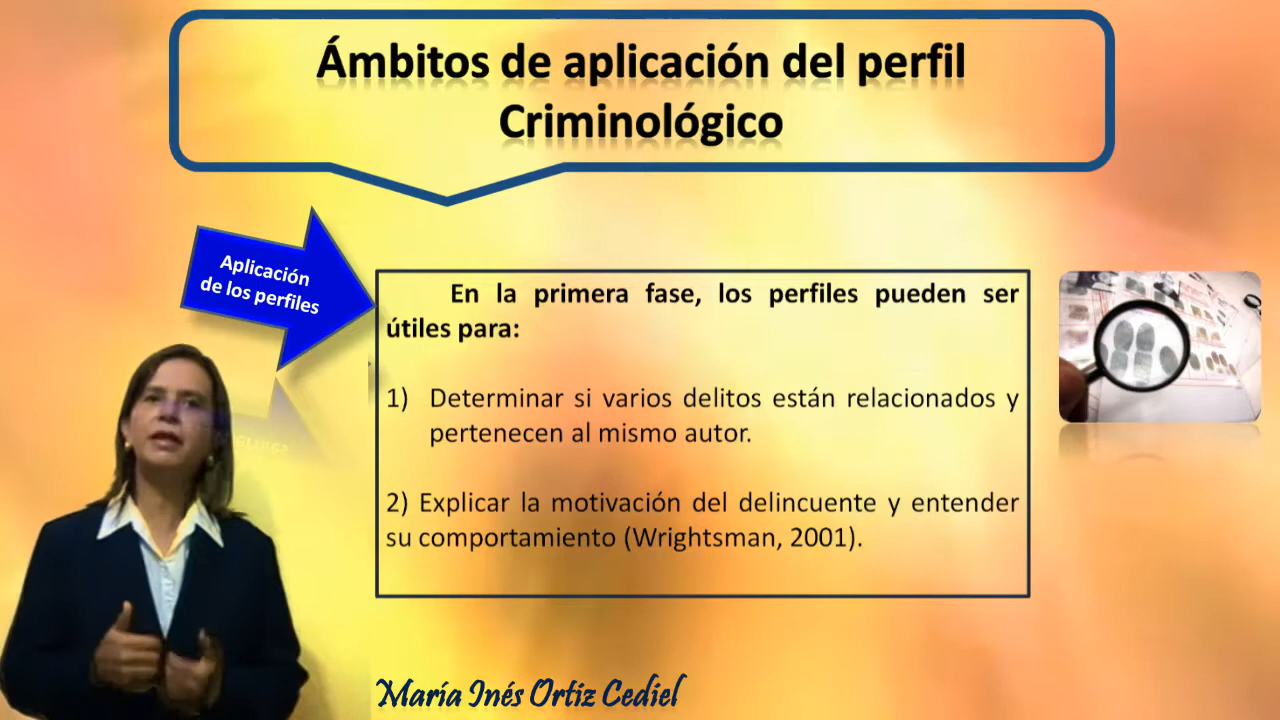 Ámbitos de aplicación del perfil
Criminológico
Aplicación
de los perfiles
En la primera fase, los perfiles pueden ser
útiles para:
1) Determinar si varios delitos están relacionados y
pertenecen al mismo autor.
2) Explicar la motivación del delincuente y entender
su comportamiento (Wrightsman, 2001).
María Inés Ortiz Cediel